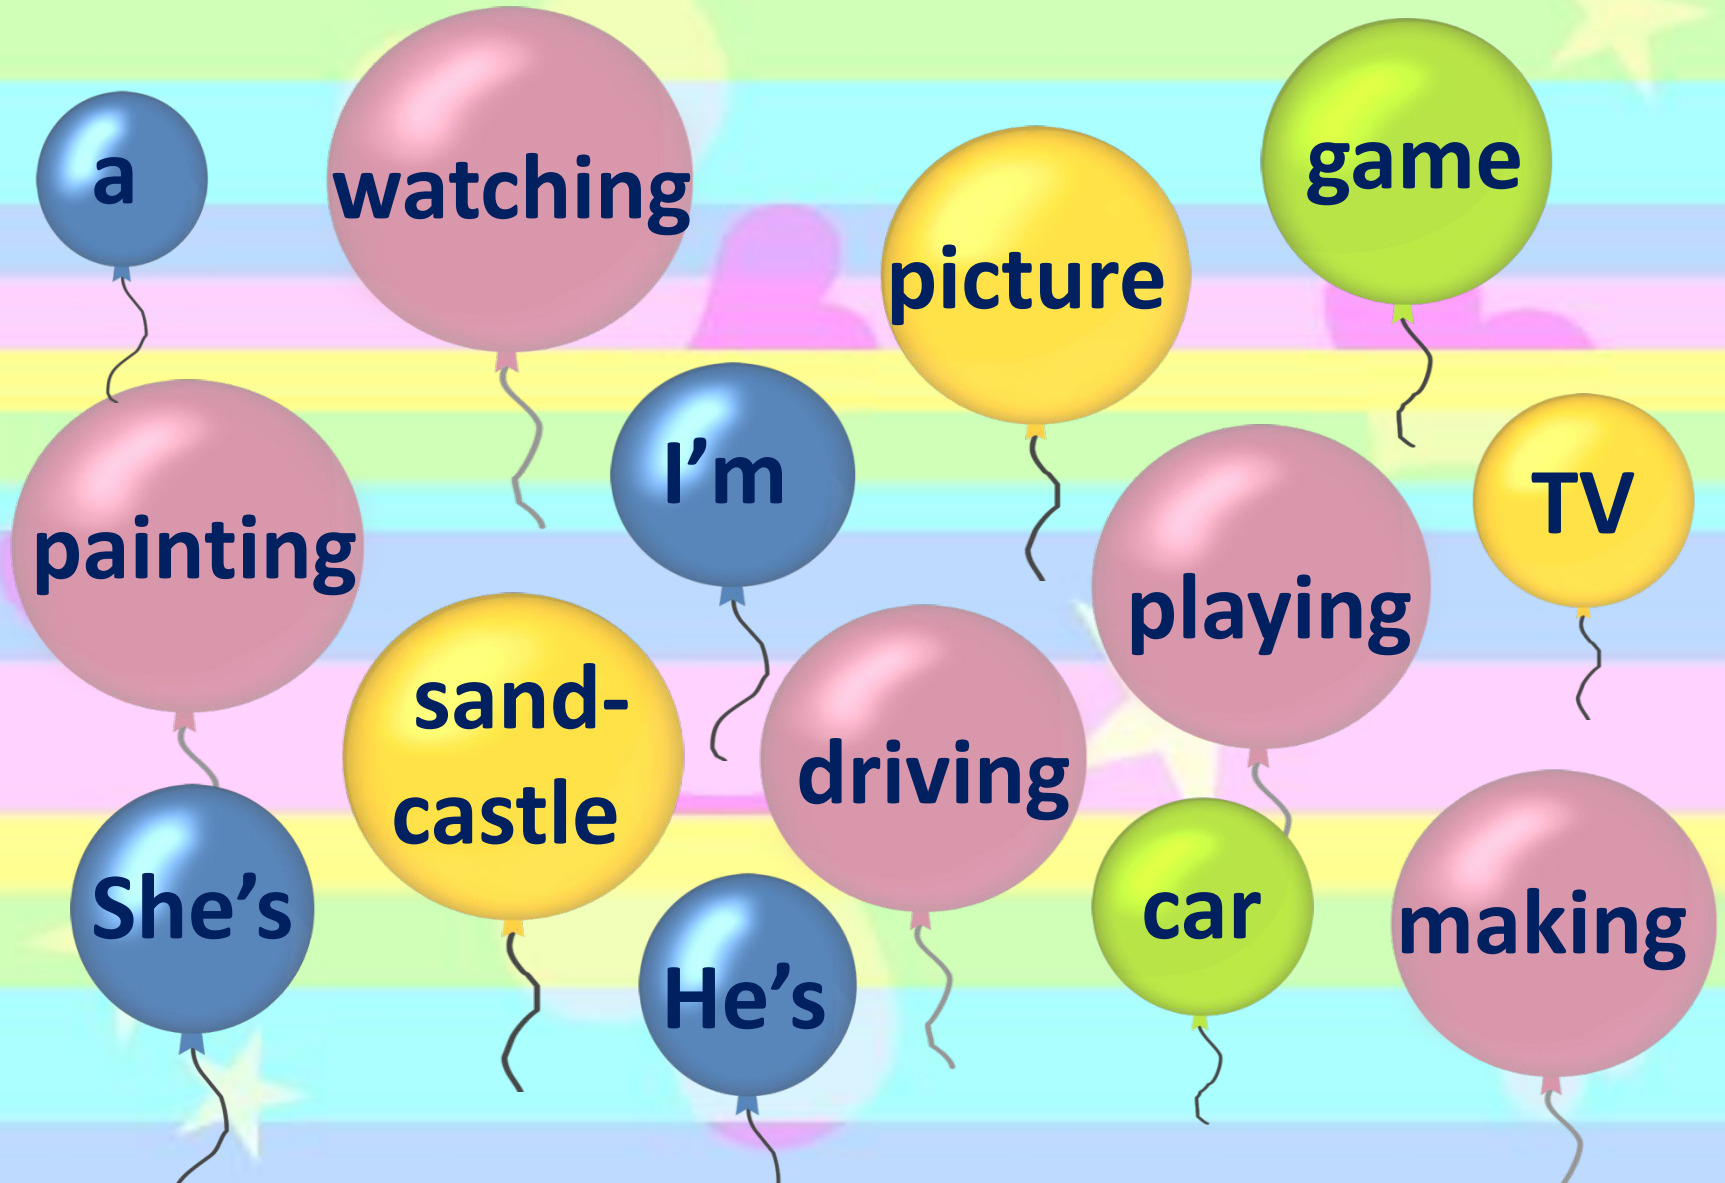 a
watching
picture
game
painting
I’m
playing
TV
sand-
castle
driving
She’s
He’s
car
making